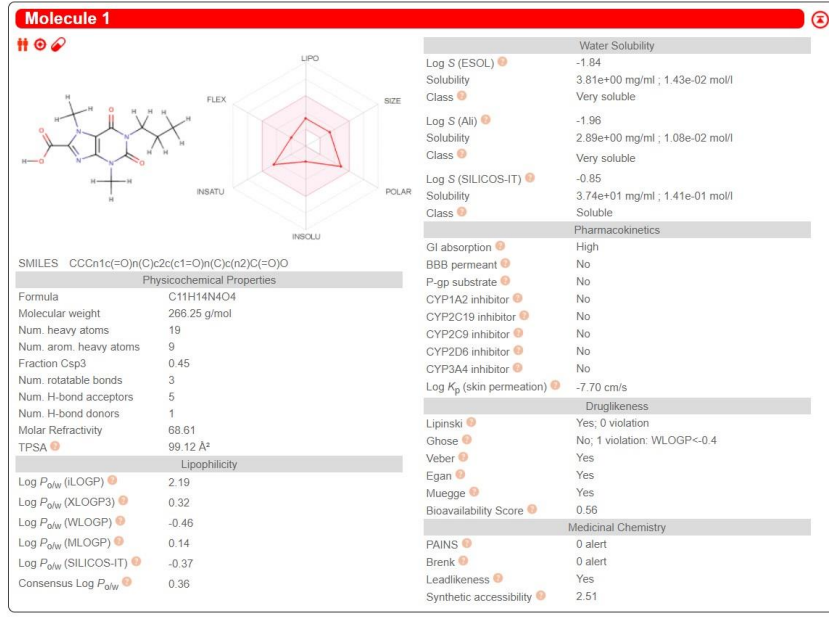 Molecule 1
LIPO
FLEX
SIZE
INSATU
POLAR
INSOLU
SMILES CCCn1c(=O)n(C)c2c(c1=O)n(C)c(n2)C(=O)O
Physicochemical Properties
Formula C11H14N4O4
Molecular weight 266.25 g/mol
Num. heavy atoms 19
Num. arom. heavy atoms 9
Fraction Csp3 0.45
Num. rotatable bonds 3
Num. H-bond acceptors 5
Num. H-bond donors 1
Molar Refractivity 68.61
TPSA 99.12 Å²
Lipophilicity
Log Po/w (iLOGP) 2.19
Log Po/w (XLOGP3) 0.32
Log Po/w (WLOGP) -0.46
Log Po/w (MLOGP) 0.14
Log Po/w (SILICOS-IT) -0.37
Consensus Log Po/w 0.36
Water Solubility
Log S (ESOL) -1.84
Solubility 3.81e+00 mg/ml ; 1.43e-02 mol/l
Class Very soluble
Log S (Ali) -1.96
Solubility 2.89e+00 mg/ml ; 1.08e-02 mol/l
Class Very soluble
Log S (SILICOS-IT) -0.85
Solubility 3.74e+01 mg/ml ; 1.41e-01 mol/l
Class Soluble
Pharmacokinetics
GI absorption High
BBB permeant No
P-gp substrate No
CYP1A2 inhibitor No
CYP2C19 inhibitor No
CYP2C9 inhibitor No
CYP2D6 inhibitor No
CYP3A4 inhibitor No
Log Kp (skin permeation) -7.70 cm/s
Druglikeness
Lipinski Yes; 0 violation
Ghose No; 1 violation: WLOGP<-0.4
Veber Yes
Egan Yes
Muegge Yes
Bioavailability Score 0.56
Medicinal Chemistry
PAINS 0 alert
Brenk 0 alert
Leadlikeness Yes
Synthetic accessibility 2.51